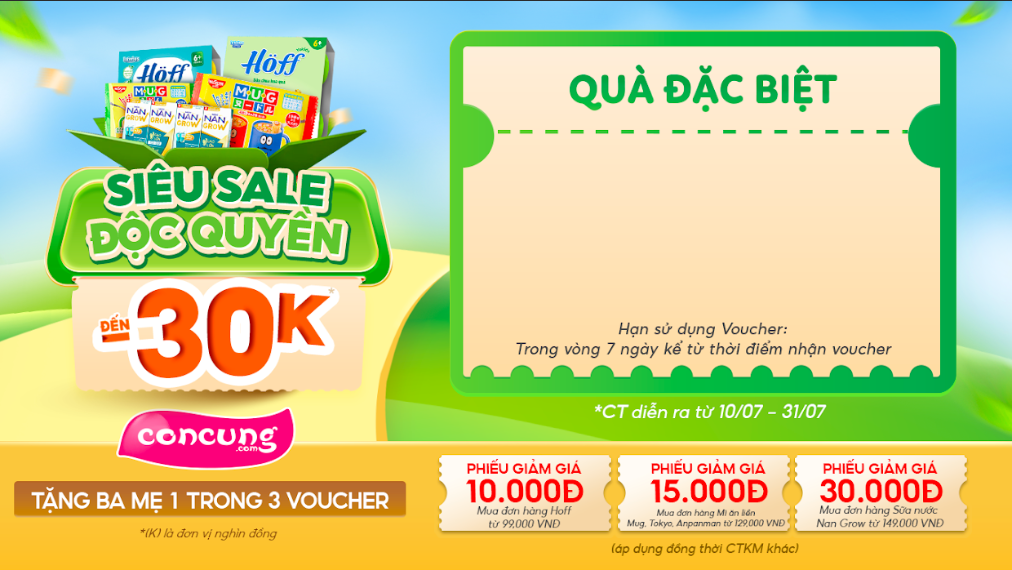 Höff
6+
Höff
6+
MUG
MUG
NAN
GROW
NAN
GROW
NAN
GROW
NAN
GROW
SIÊU SALE
ĐỘC QUYỀN
ĐẾN
-30K*
concung
.com
TẶNG BA MẸ 1 TRONG 3 VOUCHER
*(K) là đơn vị nghìn đồng
QUÀ ĐẶC BIỆT
Hạn sử dụng Voucher:
Trong vòng 7 ngày kể từ thời điểm nhận voucher
*CT diễn ra từ 10/07 - 31/07
PHIẾU GIẢM GIÁ
10.000Đ
Mua đơn hàng Hoff
từ 99.000 VNĐ
PHIẾU GIẢM GIÁ
15.000Đ
Mua đơn hàng Mì ăn liền
Mug, Tokyo, Anpanman từ 129.000 VNĐ
PHIẾU GIẢM GIÁ
30.000Đ
Mua đơn hàng Sữa nước
Nan Grow từ 149.000 VNĐ
(áp dụng đồng thời CTKM khác)